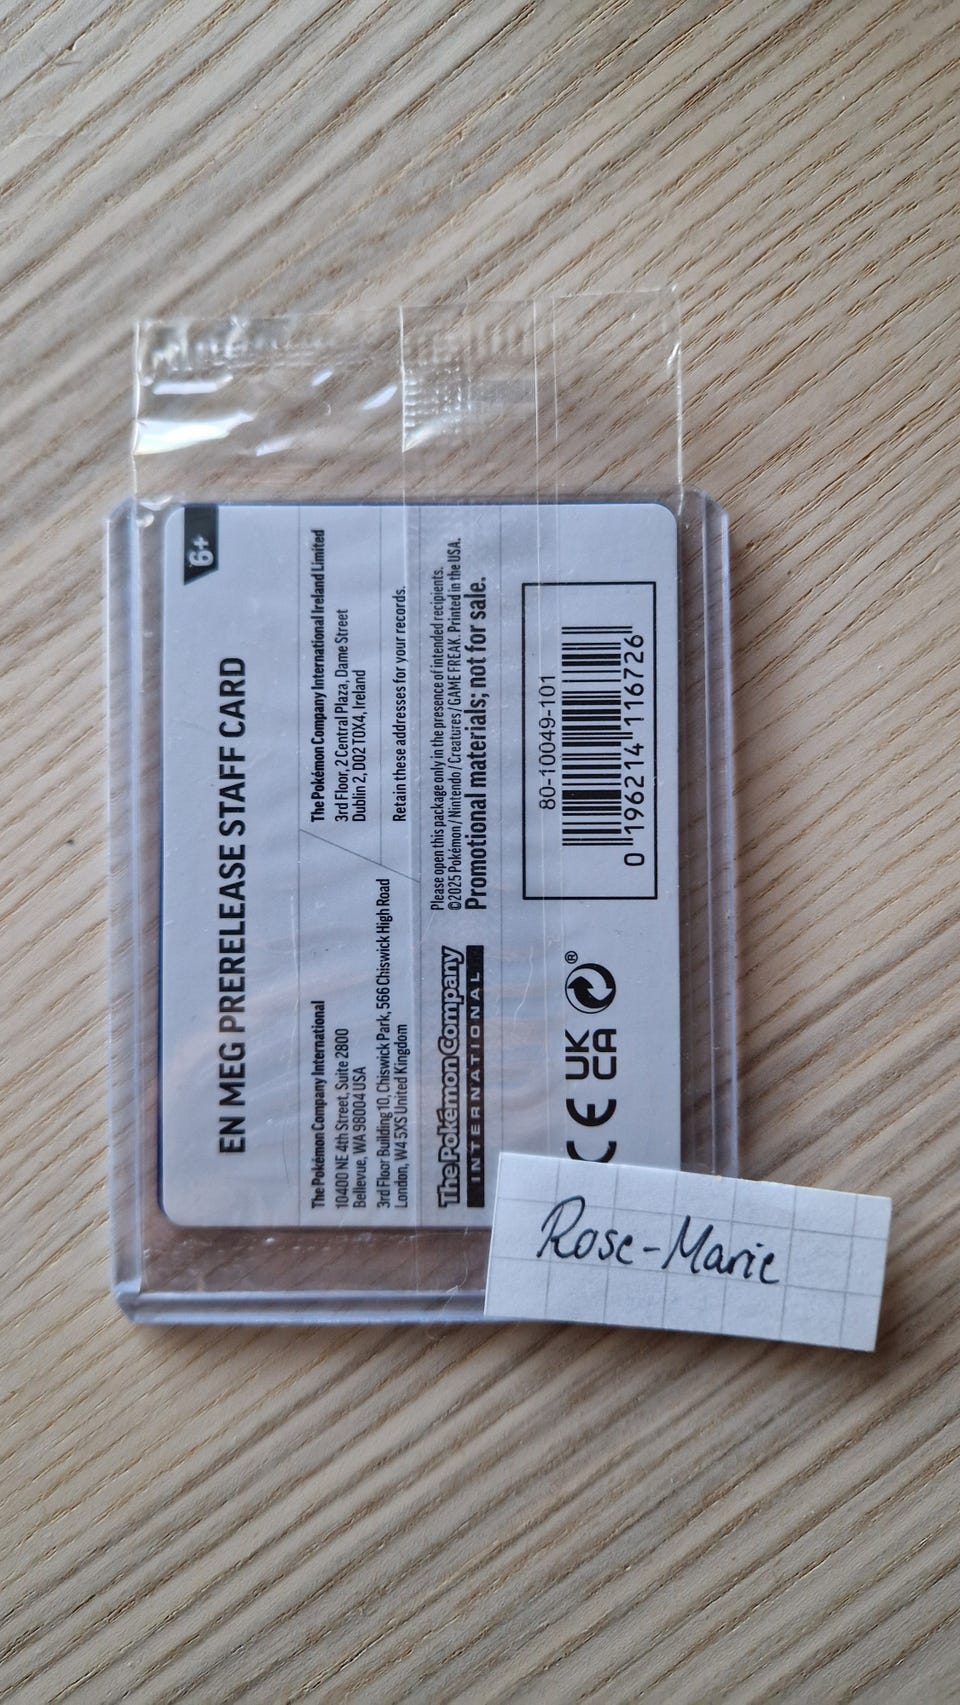 6+
EN MEG PRERELEASE STAFF CARD
The Pokémon Company International
10400 NE 4th Street, Suite 2800
Bellevue, WA 98004 USA
3rd Floor Building 10, Chiswick Park, 566 Chiswick High Road
London, W4 5XS United Kingdom
The Pokémon Company International Ireland Limited
3rd Floor, 2 Central Plaza, Dame Street
Dublin 2, D02 T0X4, Ireland
Retain these addresses for your records.
The Pokémon Company
INTERNATIONAL
Please open this package only in the presence of intended recipients.
©2025 Pokémon / Nintendo / Creatures / GAME FREAK. Printed in the USA.
Promotional materials; not for sale.
CE UK
CA ®
80-10049-101
0 196214 116726
Rose-Marie